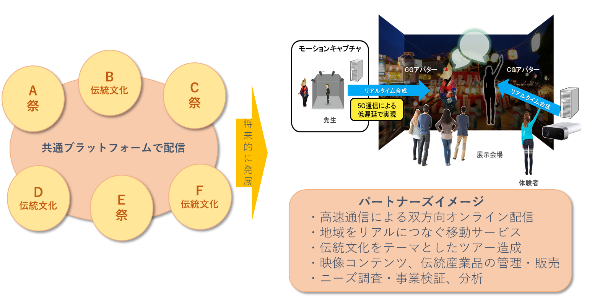 A
祭
B
伝統文化
C
祭
共通プラットフォームで配信
D
伝統文化
E
祭
F
伝統文化
将来的に発展
モーションキャプチャ
先生
リアルタイム合成
5G通信による
低遅延で実現
CGアバター
CGアバター
リアルタイム合成
展示会場
体験者
パートナーズイメージ
・高速通信による双方向オンライン配信
・地域をリアルにつなぐ移動サービス
・伝統文化をテーマとしたツアー造成
・映像コンテンツ、伝統産業品の管理・販売
・ニーズ調査・事業検証、分析